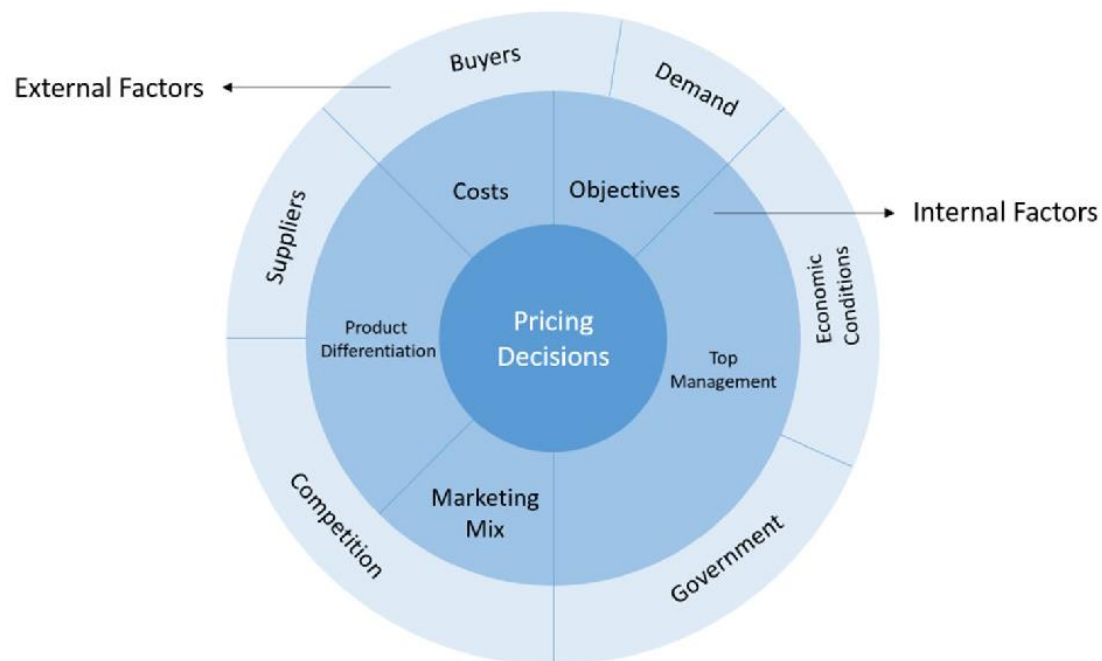 Buyers
Demand
External Factors
Costs
Objectives
Internal Factors
Suppliers
Economic
Conditions
Product
Differentiation
Pricing
Decisions
Top
Management
Marketing
Mix
Competition
Government